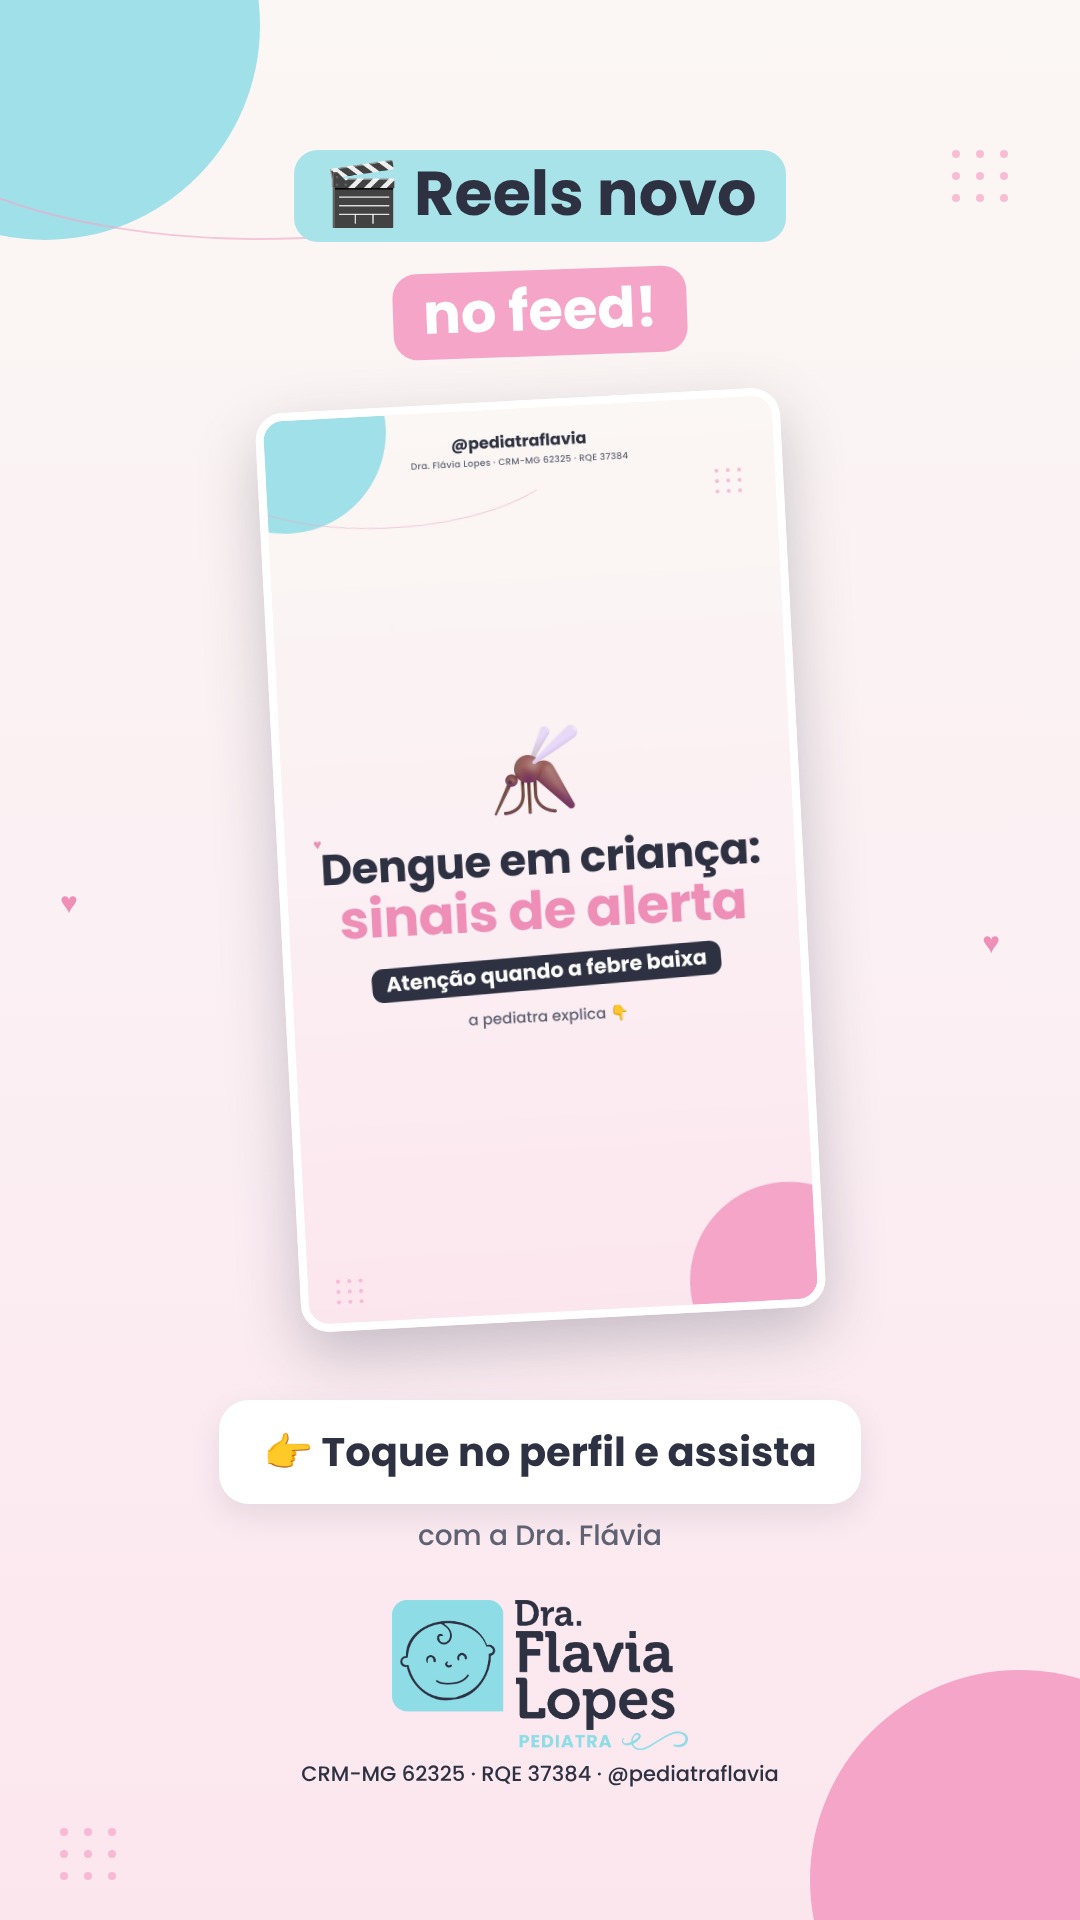 🎬 Reels novo
no feed!
@pediatraflavia
Dra. Flávia Lopes · CRM-MG 62325 · RQE 37384
Dengue em criança:
sinais de alerta
Atenção quando a febre baixa
a pediatra explica 👇
👉 Toque no perfil e assista
com a Dra. Flávia
Dra.
Flavia
Lopes
PEDIATRA
CRM-MG 62325 · RQE 37384 · @pediatraflavia